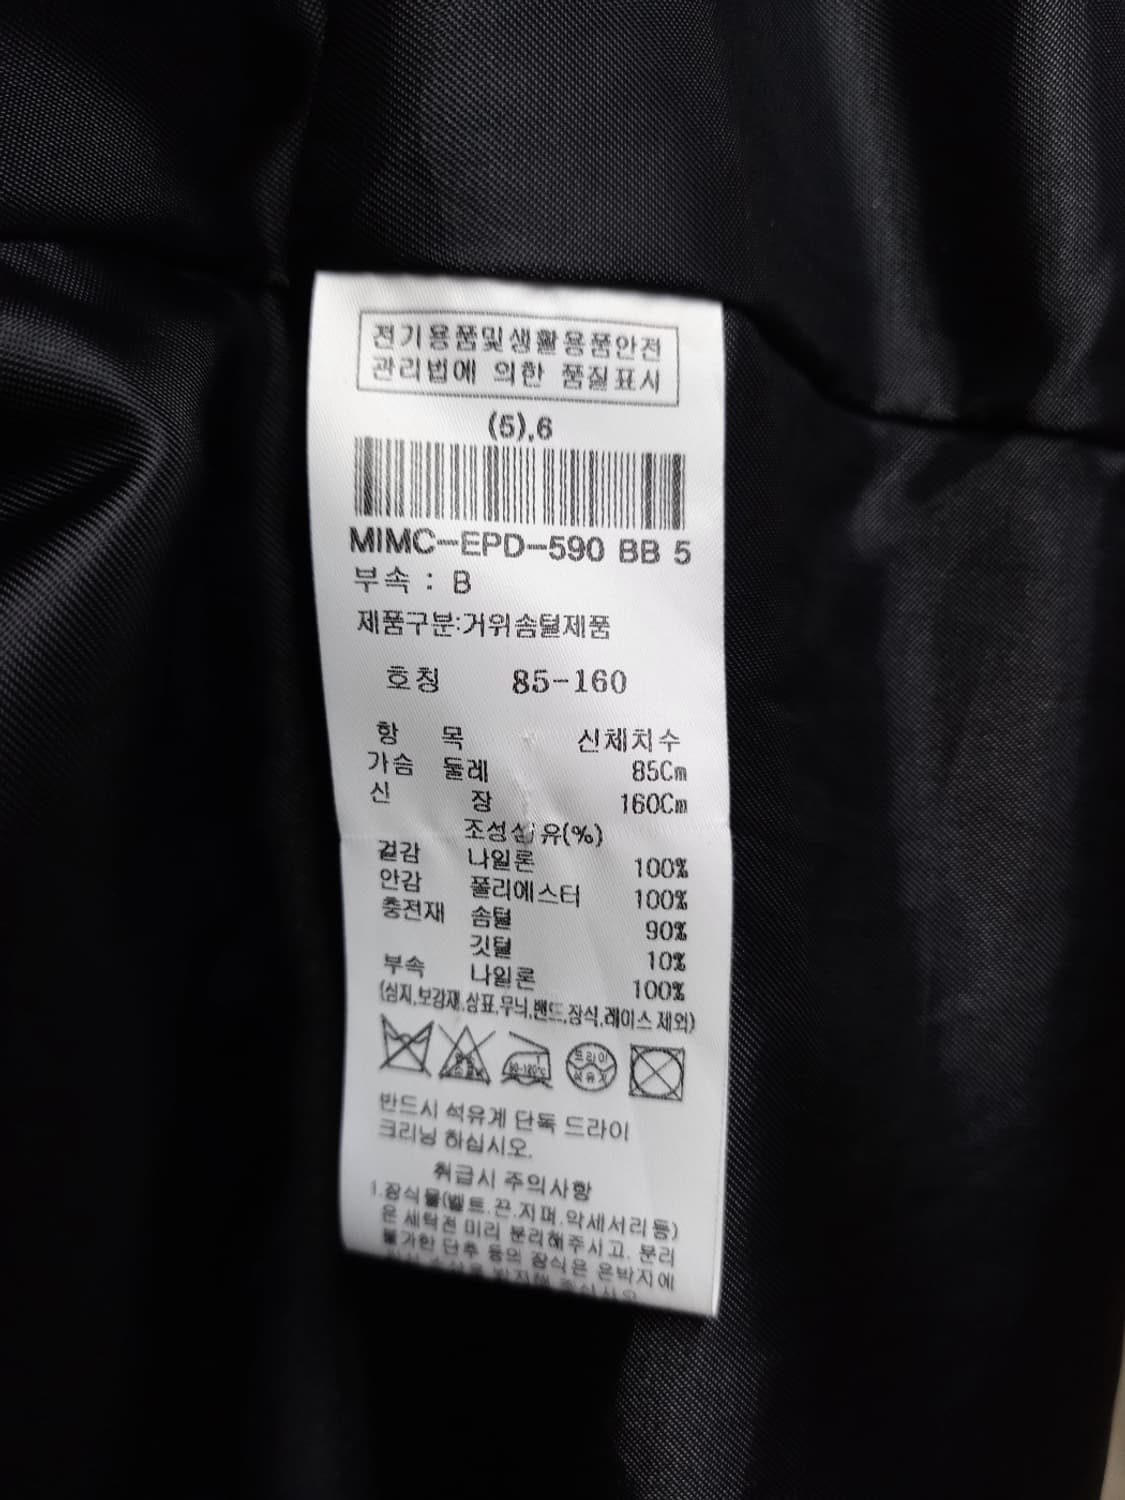 전기용품및생활용품안전
관리법에 의한 품질표시
(5).6
MIMC-EPD-590 BB 5
부속 : B
제품구분:거위솜털제품
호칭 85-160
항 목 신체치수
가슴 둘레 85Cm
신 장 160Cm
조성섬유(%)
겉감 나일론 100%
안감 폴리에스터 100%
충전재 솜털 90%
깃털 10%
부속 나일론 100%
(심지,보강재,상표,무늬,밴드,장식,레이스 제외)
80-120℃
드라이
석유계
반드시 석유계 단독 드라이
크리닝 하십시오.
취급시 주의사항
1.장식물(벨트.끈.지퍼.악세서리 등)
은 세탁전 미리 분리해주시고. 분리
불가한 단추 등의 장식은 은박지에